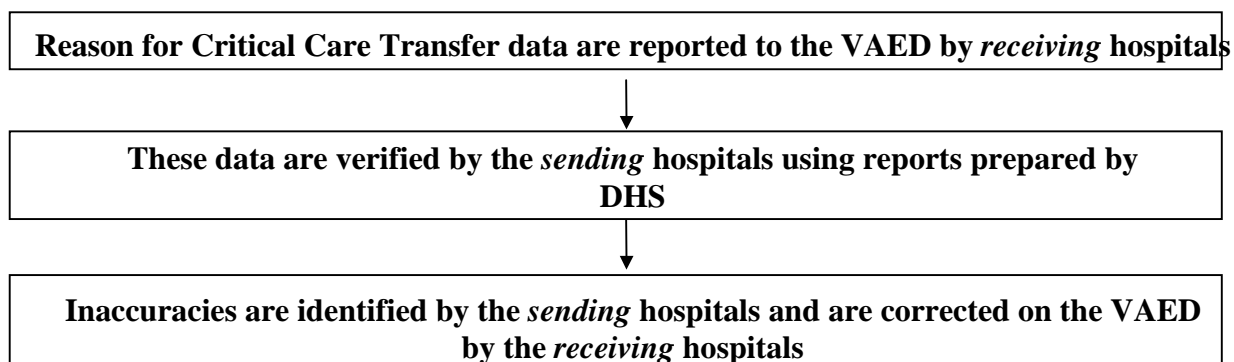 Reason for Critical Care Transfer data are reported to the VAED by receiving hospitals
These data are verified by the sending hospitals using reports prepared by
DHS
Inaccuracies are identified by the sending hospitals and are corrected on the VAED
by the receiving hospitals